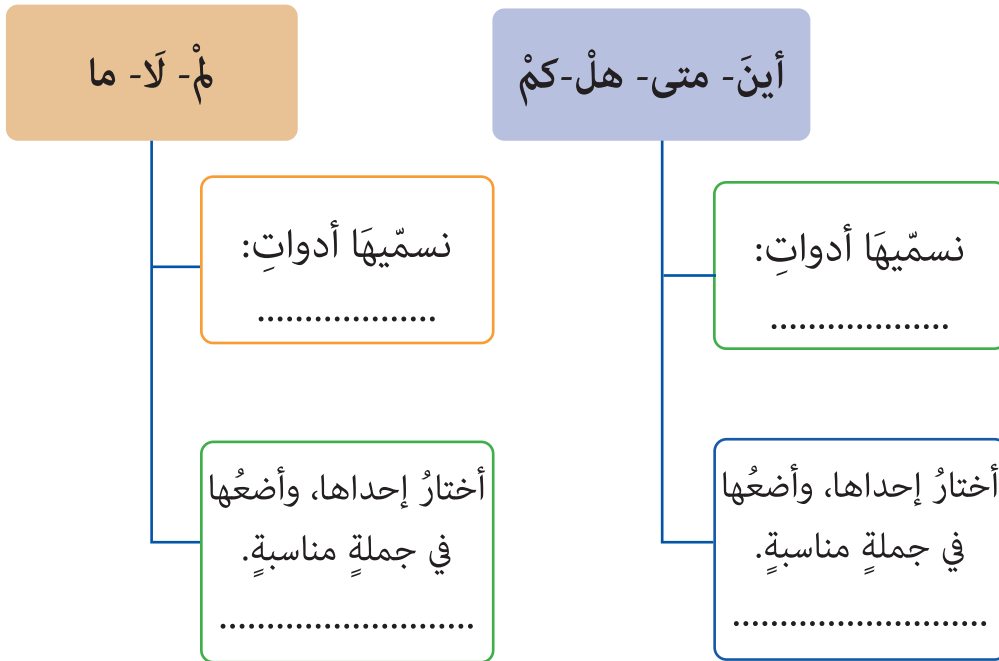 أينَ- متى- هلْ-كمْ
نسمّيهَا أدواتِ:
...................
أختارُ إحداها، وأضعُها
في جملةٍ مناسبةٍ.
...........................
لمْ- لَا- ما
نسمّيهَا أدواتِ:
...................
أختارُ إحداها، وأضعُها
في جملةٍ مناسبةٍ.
...........................